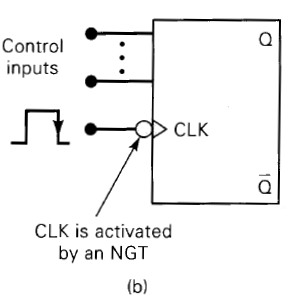 Control
inputs
Q
CLK
Q̅
CLK is activated
by an NGT
(b)